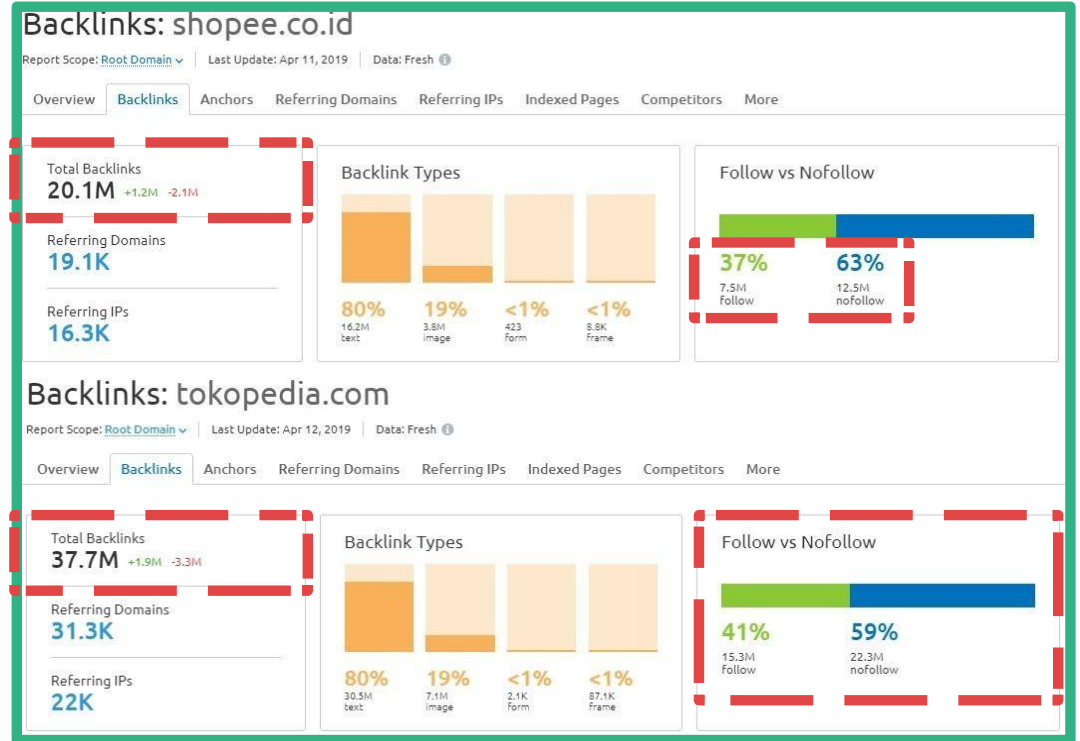 Backlinks: shopee.co.id
Report Scope: Root Domain Last Update: Apr 11, 2019 Data: Fresh
Overview Backlinks Anchors Referring Domains Referring IPs Indexed Pages Competitors More
Total Backlinks
20.1M +1.2M -2.1M
Referring Domains
19.1K
Referring IPs
16.3K
Backlink Types
80% 19% <1% <1%
16.2M 3.8M 423 8.8K
text image form frame
Follow vs Nofollow
37% 63%
7.5M 12.5M
follow nofollow
Backlinks: tokopedia.com
Report Scope: Root Domain Last Update: Apr 12, 2019 Data: Fresh
Overview Backlinks Anchors Referring Domains Referring IPs Indexed Pages Competitors More
Total Backlinks
37.7M +1.9M -3.3M
Referring Domains
31.3K
Referring IPs
22K
Backlink Types
80% 19% <1% <1%
30.5M 7.1M 2.1K 87.1K
text image form frame
Follow vs Nofollow
41% 59%
15.3M 22.3M
follow nofollow